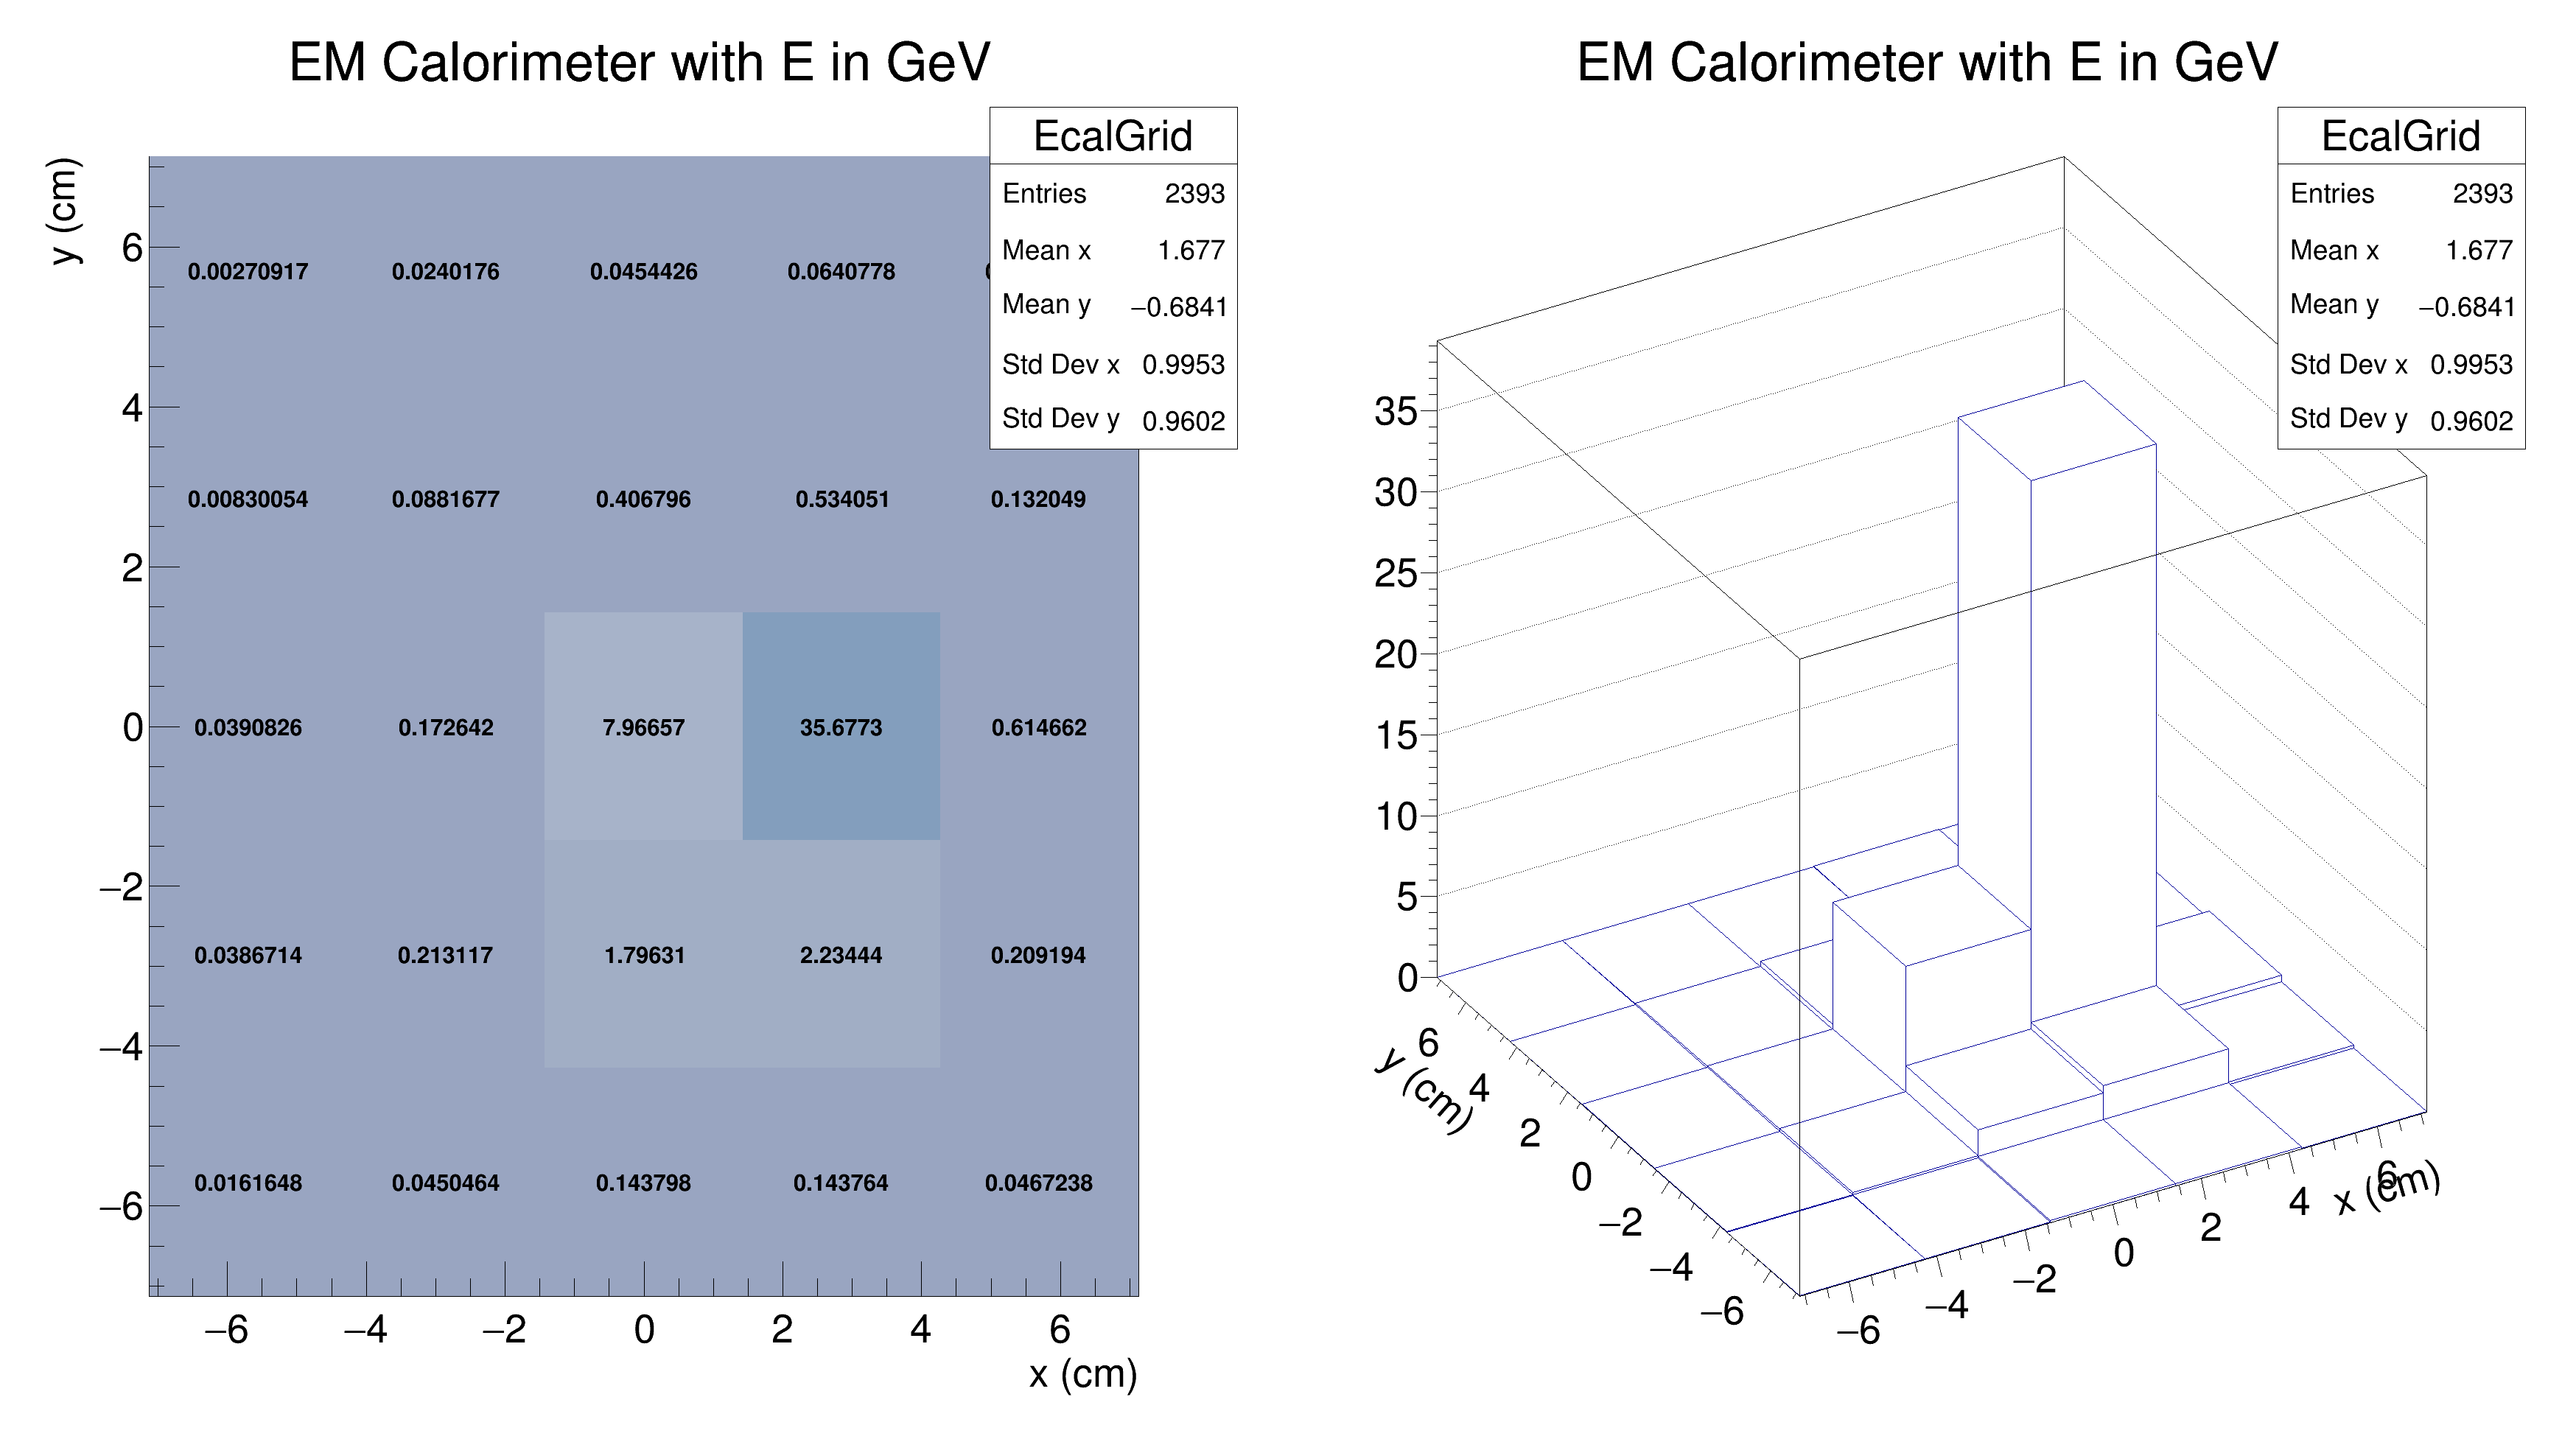 EM Calorimeter with E in GeV
EcalGrid
Entries 2393
Mean x 1.677
Mean y −0.6841
Std Dev x 0.9953
Std Dev y 0.9602
y (cm)
6
4
2
0
−2
−4
−6
0.00270917 0.0240176 0.0454426 0.0640778
0.00830054 0.0881677 0.406796 0.534051 0.132049
0.0390826 0.172642 7.96657 35.6773 0.614662
0.0386714 0.213117 1.79631 2.23444 0.209194
0.0161648 0.0450464 0.143798 0.143764 0.0467238
−6 −4 −2 0 2 4 6
x (cm)
EM Calorimeter with E in GeV
EcalGrid
Entries 2393
Mean x 1.677
Mean y −0.6841
Std Dev x 0.9953
Std Dev y 0.9602
35
30
25
20
15
10
5
0
y (cm)
6
4
2
0
−2
−4
−6
−6 −4 −2 0 2 4 6
x (cm)